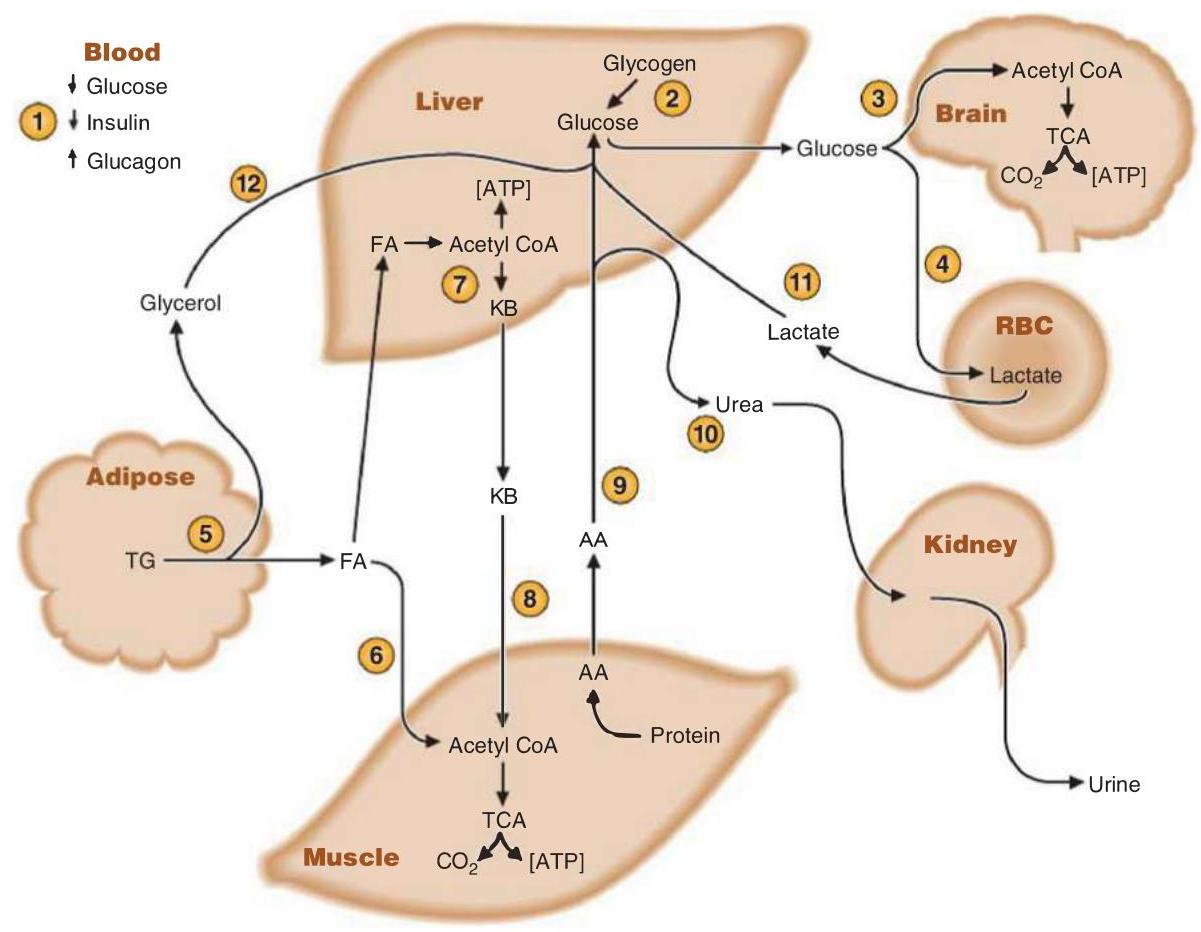 Blood
↓ Glucose
1 ↓ Insulin
↑ Glucagon
Liver
Glycogen
2
Glucose
Glucose
3
Brain
Acetyl CoA
TCA
CO2 [ATP]
12
[ATP]
FA Acetyl CoA
7
KB
Glycerol
11
Lactate
4
RBC
Lactate
Urea
10
Adipose
5
TG
FA
KB
9
AA
8
6
Kidney
Urine
AA
Protein
Acetyl CoA
TCA
CO2 [ATP]
Muscle